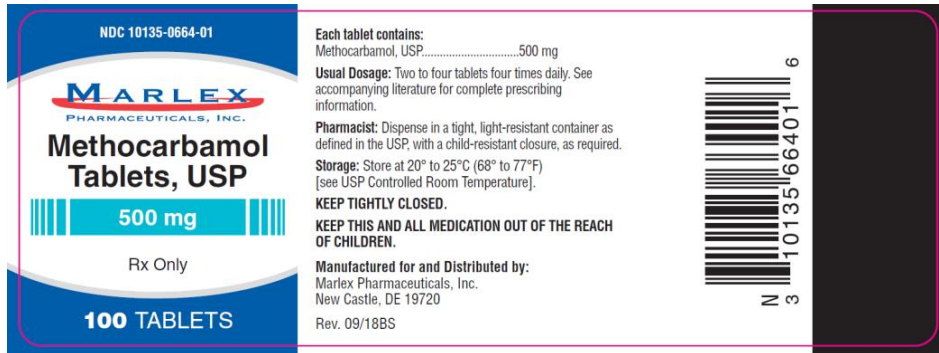 NDC 10135-0664-01
MARLEX
PHARMACEUTICALS, INC.
Methocarbamol
Tablets, USP
500 mg
Rx Only
100 TABLETS
Each tablet contains:
Methocarbamol, USP...............................500 mg
Usual Dosage: Two to four tablets four times daily. See
accompanying literature for complete prescribing
information.
Pharmacist: Dispense in a tight, light-resistant container as
defined in the USP, with a child-resistant closure, as required.
Storage: Store at 20° to 25°C (68° to 77°F)
[see USP Controlled Room Temperature].
KEEP TIGHTLY CLOSED.
KEEP THIS AND ALL MEDICATION OUT OF THE REACH
OF CHILDREN.
Manufactured for and Distributed by:
Marlex Pharmaceuticals, Inc.
New Castle, DE 19720
Rev. 09/18BS
N
3 10135 66401 6